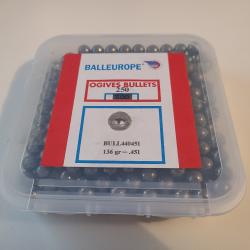 BALLEUROPE
OGIVES BULLETS
250
BULL440451
136 gr – .451